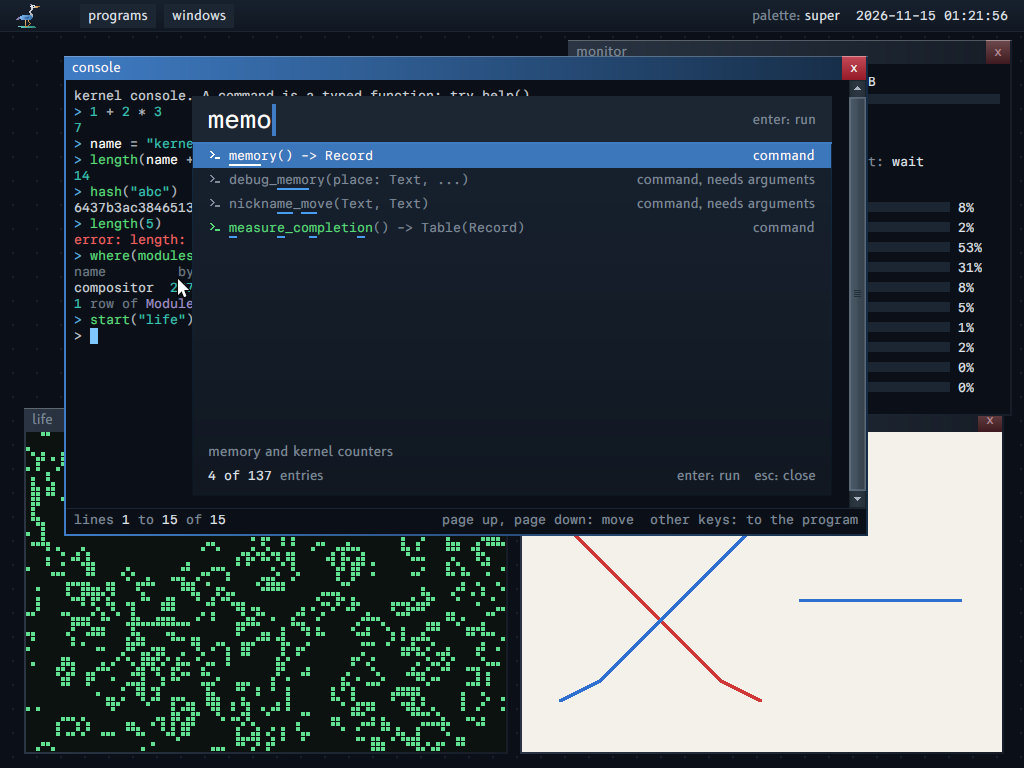 programs windows palette: super 2026-11-15 01:21:56
monitor x
console x
B
kernel console. A command is a typed function: try help()
> 1 + 2 * 3
7
> name = "kerne
> length(name +
14
> hash("abc")
6437b3ac3846513
> length(5)
error: length:
> where(modules
name by
compositor 2 7
1 row of Module
> start("life")
>
memo enter: run
>_ memory() -> Record command
>_ debug_memory(place: Text, ...) command, needs arguments
>_ nickname_move(Text, Text) command, needs arguments
>_ measure_completion() -> Table(Record) command
memory and kernel counters
4 of 137 entries enter: run esc: close
lines 1 to 15 of 15 page up, page down: move other keys: to the program
t: wait
8%
2%
53%
31%
8%
5%
1%
2%
0%
0%
life x